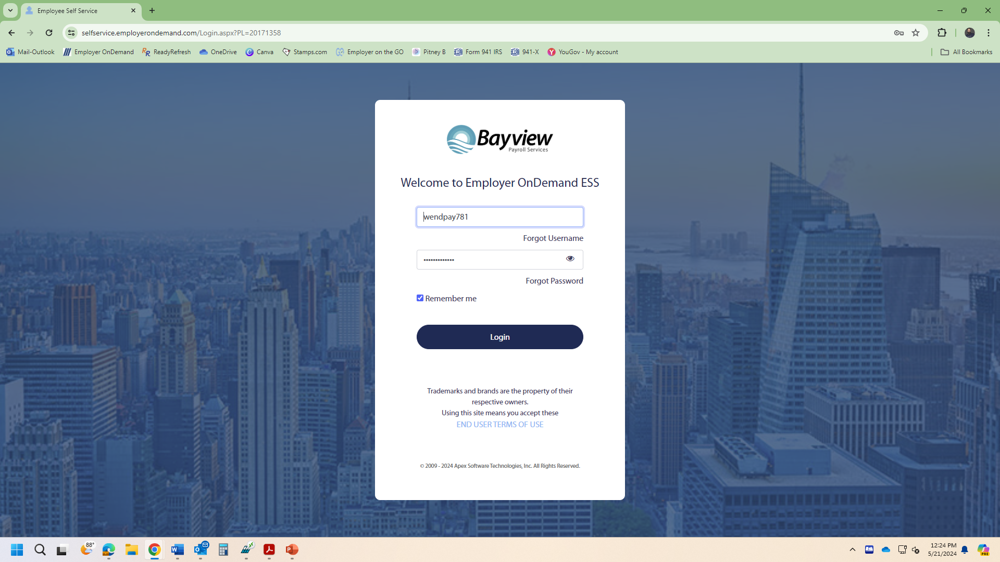 Employee Self Service
selfservice.employerondemand.com/Login.aspx?PL=20171358
Mail-Outlook
Employer OnDemand
ReadyRefresh
OneDrive
Canva
Stamps.com
Employer on the GO
Pitney B
Form 941 IRS
941-X
YouGov - My account
All Bookmarks
Bayview
Payroll Services
Welcome to Employer OnDemand ESS
wendpay781
Forgot Username
•••••••••••••
Forgot Password
Remember me
Login
Trademarks and brands are the property of their
respective owners.
Using this site means you accept these
END USER TERMS OF USE
© 2009 - 2024 Apex Software Technologies, Inc. All Rights Reserved.
88°
12:24 PM
5/21/2024
PRE